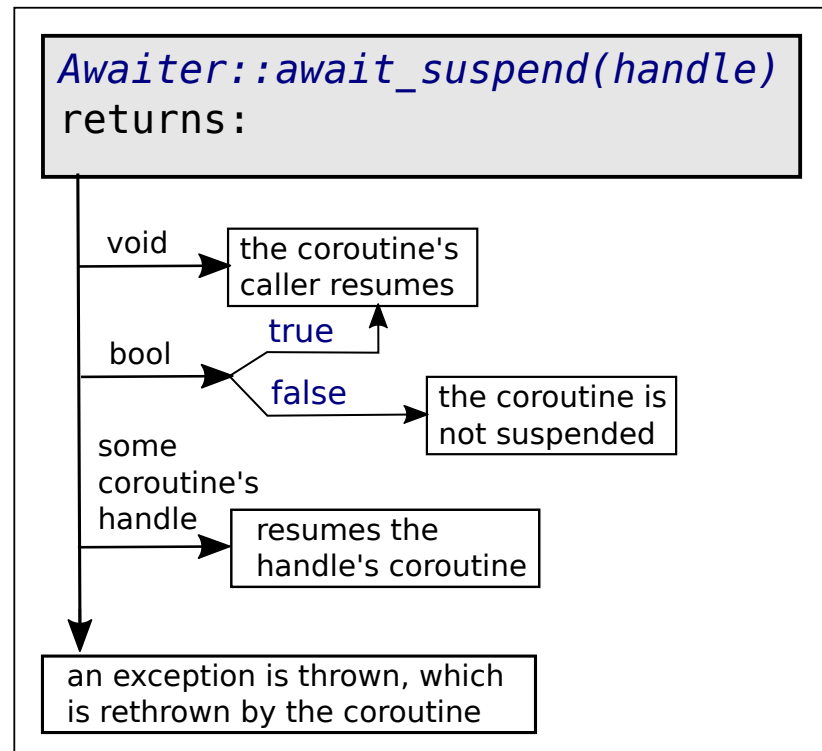 Awaiter::await_suspend(handle)
returns:
void
the coroutine's
caller resumes
bool
true
false
the coroutine is
not suspended
some
coroutine's
handle
resumes the
handle's coroutine
an exception is thrown, which
is rethrown by the coroutine